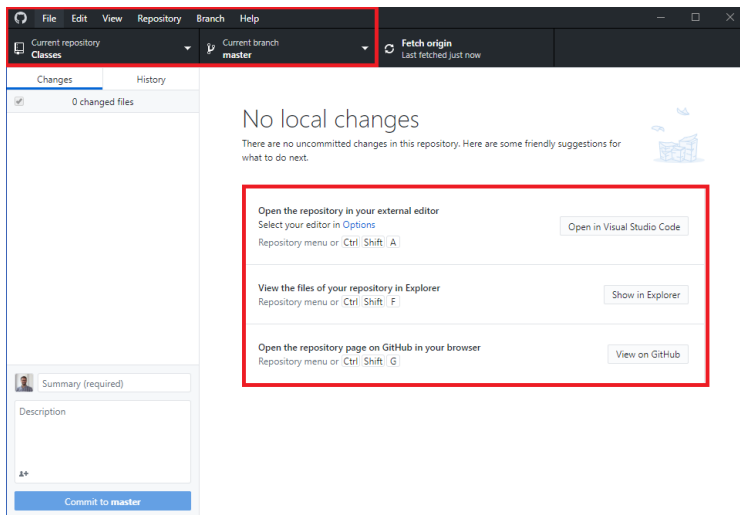 File Edit View Repository Branch Help
Current repository
Classes
Current branch
master
Fetch origin
Last fetched just now
Changes History
0 changed files
No local changes
There are no uncommitted changes in this repository. Here are some friendly suggestions for
what to do next.
Open the repository in your external editor
Select your editor in Options
Repository menu or Ctrl Shift A
Open in Visual Studio Code
View the files of your repository in Explorer
Repository menu or Ctrl Shift F
Show in Explorer
Open the repository page on GitHub in your browser
Repository menu or Ctrl Shift G
View on GitHub
Summary (required)
Description
Commit to master